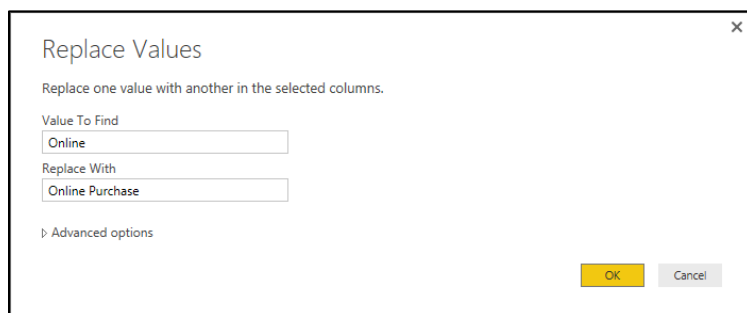 Replace Values
Replace one value with another in the selected columns.
Value To Find
Online
Replace With
Online Purchase
Advanced options
OK Cancel